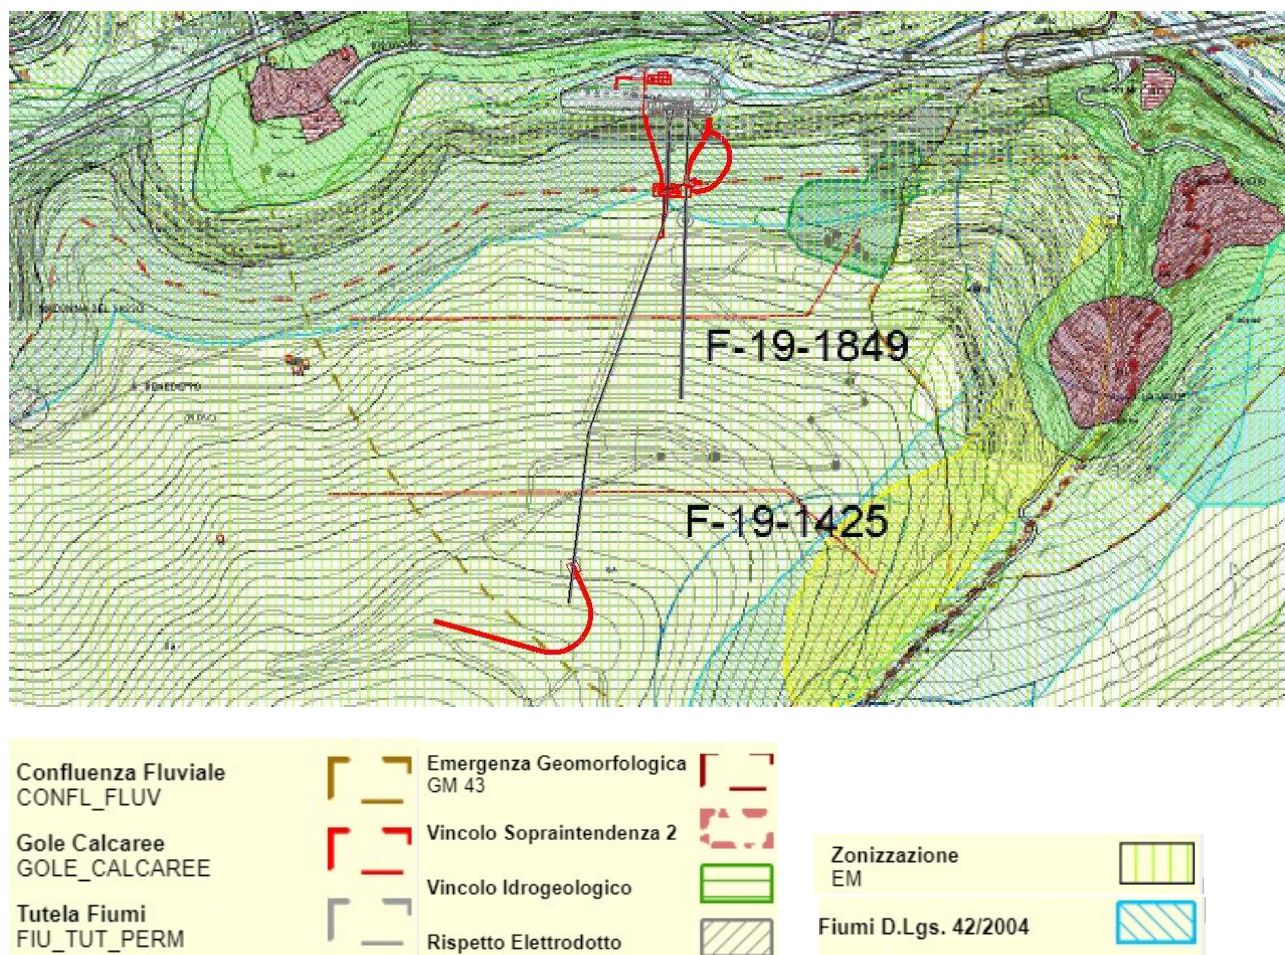 F-19-1849
S. BENEDETTO
F-19-1425
Confluenza Fluviale
CONFL_FLUV
Gole Calcaree
GOLE_CALCAREE
Tutela Fiumi
FIU_TUT_PERM
Emergenza Geomorfologica
GM 43
Vincolo Sopraintendenza 2
Vincolo Idrogeologico
Rispetto Elettrodotto
Zonizzazione
EM
Fiumi D.Lgs. 42/2004